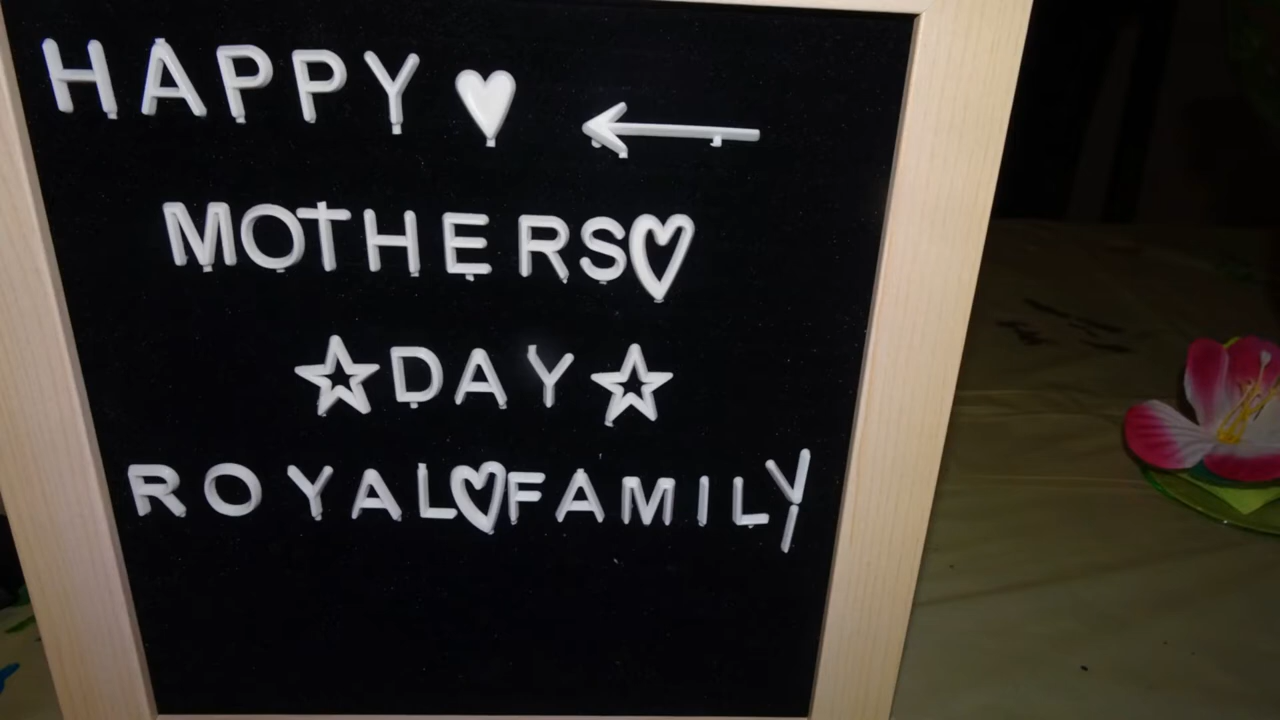 HAPPY ♥ ←
MOTHERS♡
☆DAY☆
ROYAL♡FAMILY